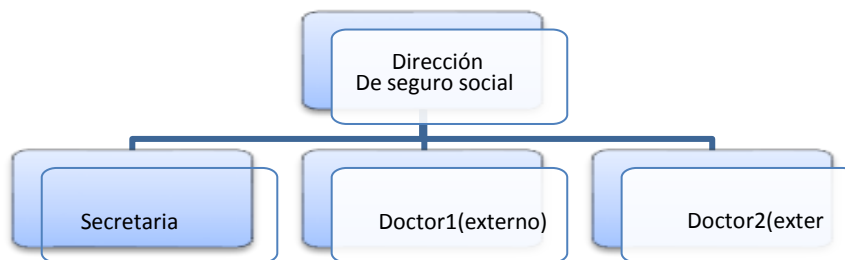 Dirección
De seguro social
Secretaria
Doctor1(externo)
Doctor2(exter